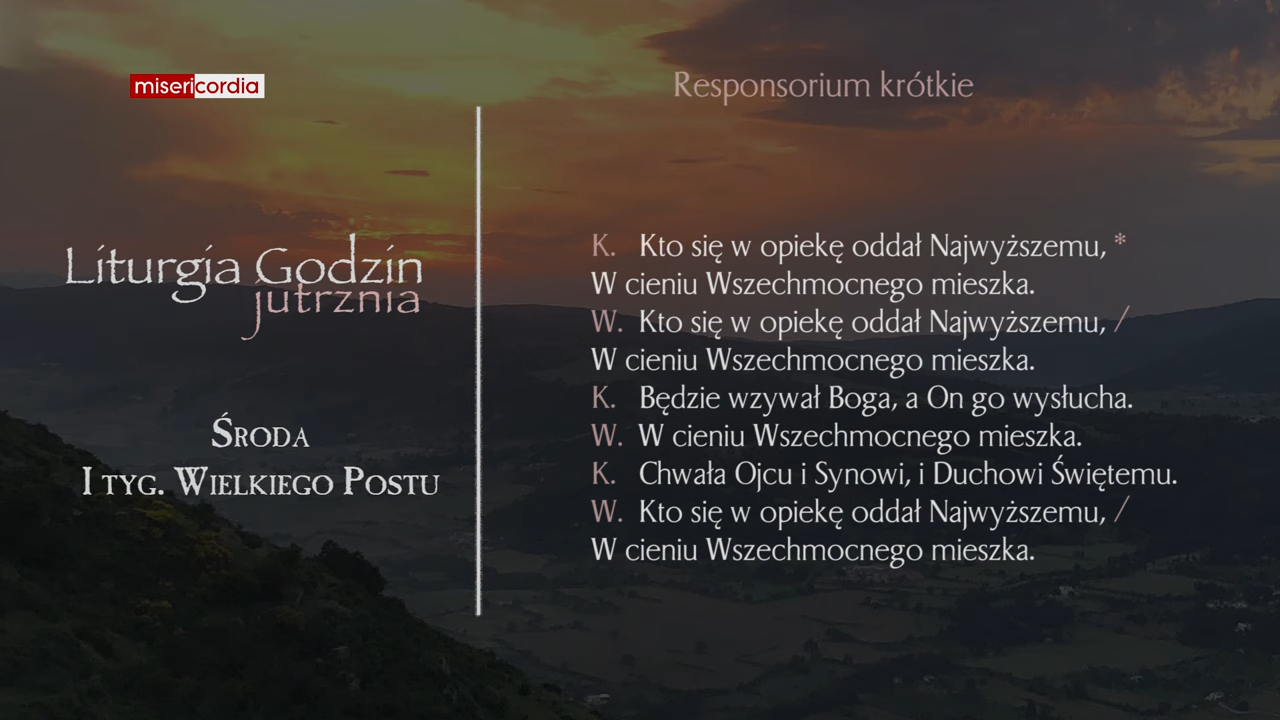 misericordia
Liturgia Godzin
jutrznia
Środa
I tyg. Wielkiego Postu
Responsorium krótkie
K. Kto się w opiekę oddał Najwyższemu, *
W cieniu Wszechmocnego mieszka.
W. Kto się w opiekę oddał Najwyższemu, /
W cieniu Wszechmocnego mieszka.
K. Będzie wzywał Boga, a On go wysłucha.
W. W cieniu Wszechmocnego mieszka.
K. Chwała Ojcu i Synowi, i Duchowi Świętemu.
W. Kto się w opiekę oddał Najwyższemu, /
W cieniu Wszechmocnego mieszka.